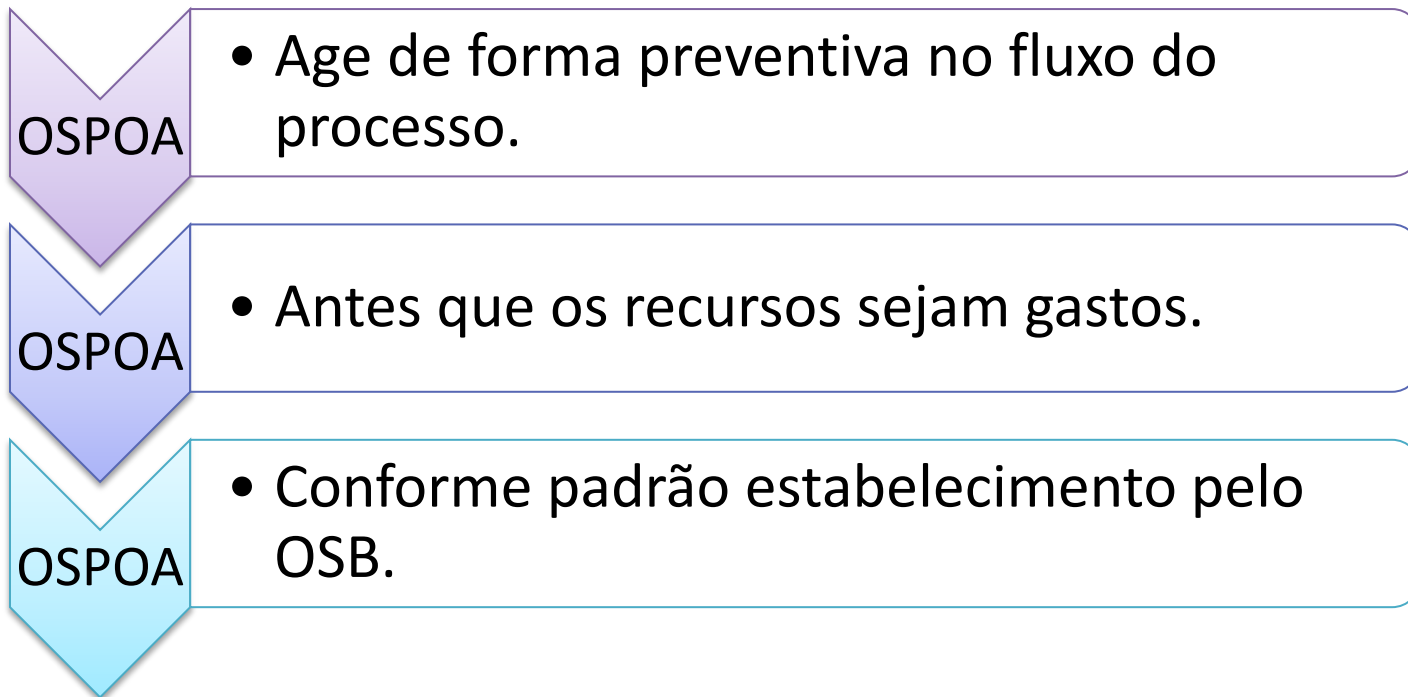 OSPOA
• Age de forma preventiva no fluxo do
processo.
OSPOA
• Antes que os recursos sejam gastos.
OSPOA
• Conforme padrão estabelecimento pelo
OSB.